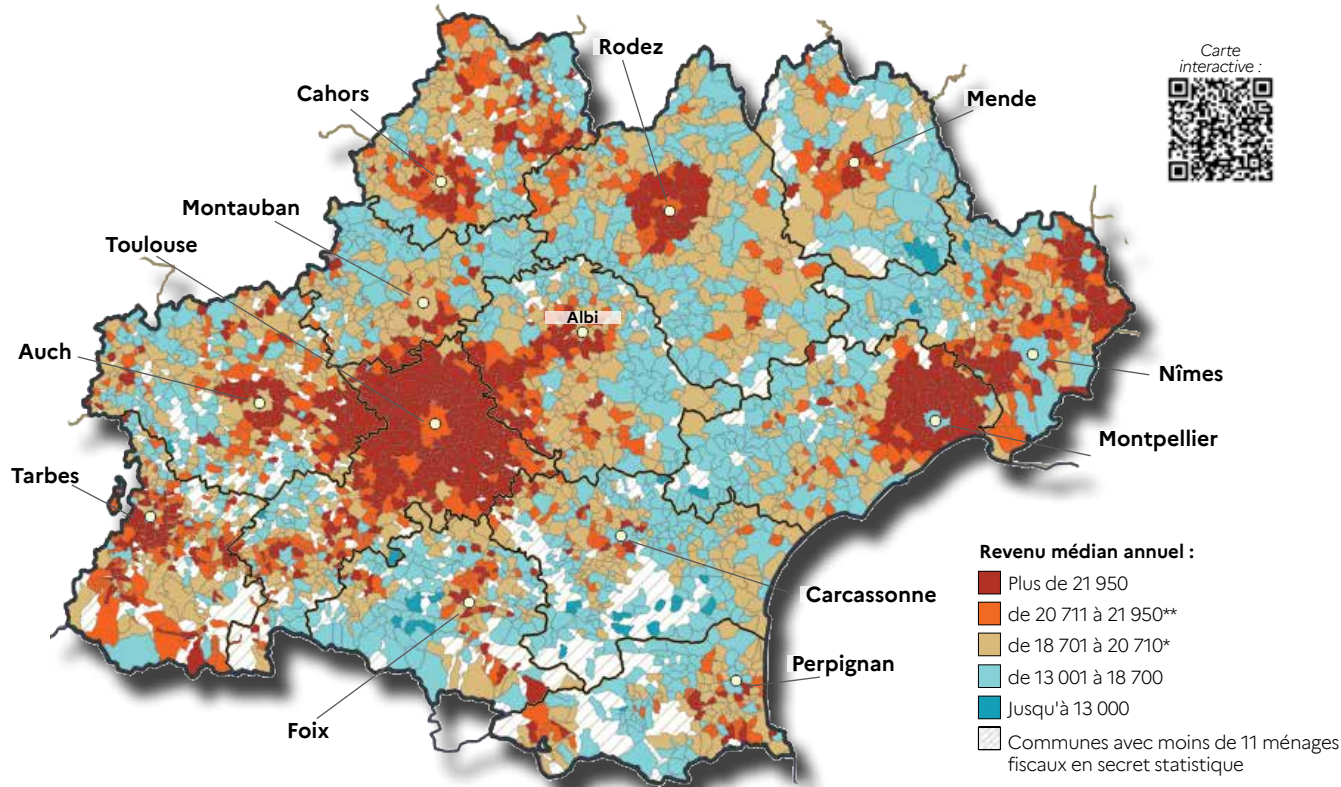 Carte
interactive :
Rodez
Cahors
Mende
Montauban
Toulouse
Albi
Auch
Nîmes
Montpellier
Tarbes
Carcassonne
Perpignan
Foix
Revenu médian annuel :
Plus de 21 950
de 20 711 à 21 950**
de 18 701 à 20 710*
de 13 001 à 18 700
Jusqu'à 13 000
Communes avec moins de 11 ménages
fiscaux en secret statistique